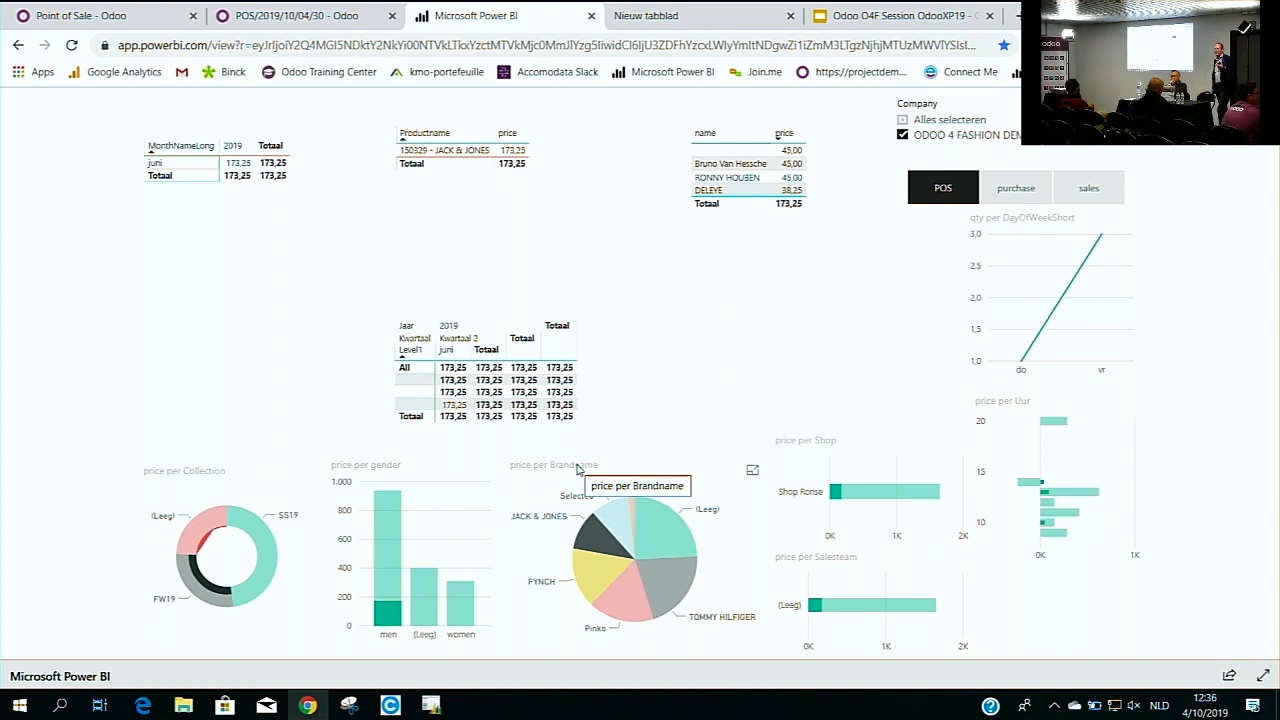 Point of Sale - Odoo
POS/2019/10/04/30 - Odoo
Microsoft Power BI
Nieuw tabblad
Odoo O4F Session OdooXP19 - G
Apps
Google Analytics
Binck
Odoo Training Center
kmo-portefeuille
Accomodata Slack
Microsoft Power BI
Join.me
https://projectdem...
Connect Me
odoo
Company
Alles selecteren
ODOO 4 FASHION DEM
MonthNameLong 2019 Totaal
juni 173,25 173,25
Totaal 173,25 173,25
Productname price
150329 - JACK & JONES 173,25
Totaal 173,25
name price
45,00
Bruno Van Hessche 45,00
RONNY HOUBEN 45,00
DELEYE 38,25
Totaal 173,25
POS purchase sales
qty per DayOfWeekShort
3,0
2,5
2,0
1,5
1,0
do vr
Jaar 2019 Totaal
Kwartaal Kwartaal 2 Totaal
Level1 juni Totaal
All 173,25 173,25 173,25 173,25
173,25 173,25 173,25 173,25
173,25 173,25 173,25 173,25
173,25 173,25 173,25 173,25
Totaal 173,25 173,25 173,25 173,25
price per Collection
(Leeg)
SS19
FW19
price per gender
1.000
800
600
400
200
0
men (Leeg) women
price per Brandname
price per Brandname
Selected
(Leeg)
JACK & JONES
FYNCH
Pinko
TOMMY HILFIGER
price per Shop
Shop Ronse
0K 1K 2K
price per Salesteam
(Leeg)
0K 1K 2K
price per Uur
20
15
10
0K 1K
Microsoft Power BI
NLD
12:36
4/10/2019